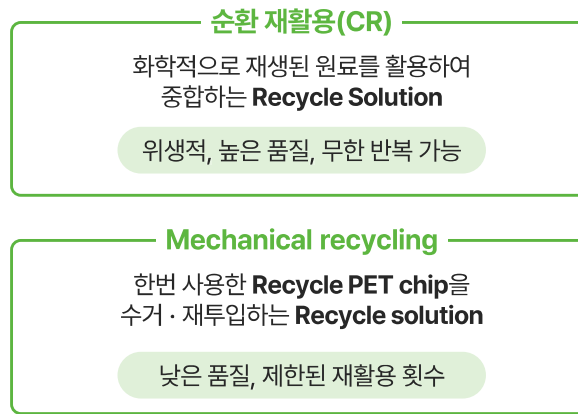 순환 재활용(CR)
화학적으로 재생된 원료를 활용하여
중합하는 Recycle Solution
위생적, 높은 품질, 무한 반복 가능
Mechanical recycling
한번 사용한 Recycle PET chip을
수거 · 재투입하는 Recycle solution
낮은 품질, 제한된 재활용 횟수